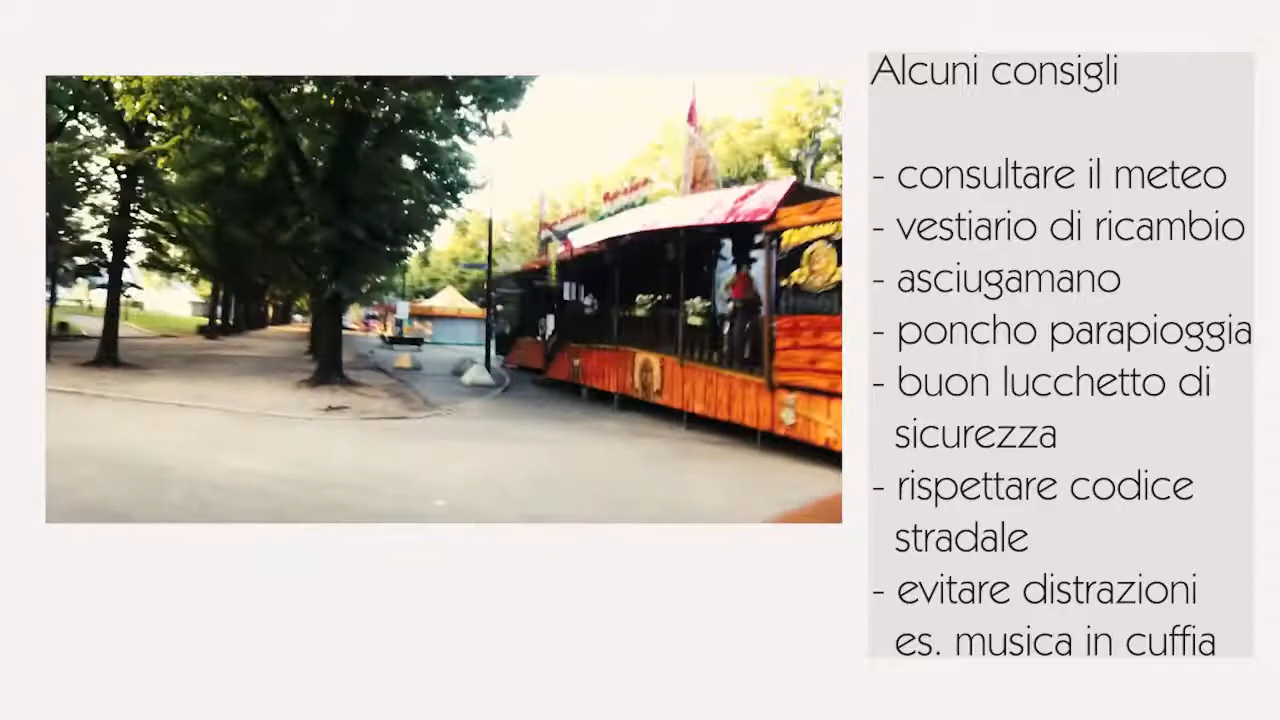 Alcuni consigli
- consultare il meteo
- vestiario di ricambio
- asciugamano
- poncho parapioggia
- buon lucchetto di
sicurezza
- rispettare codice
stradale
- evitare distrazioni
es. musica in cuffia